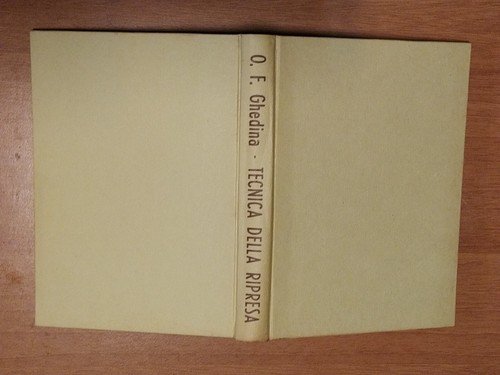 O. F. Ghedina - TECNICA DELLA RIPRESA